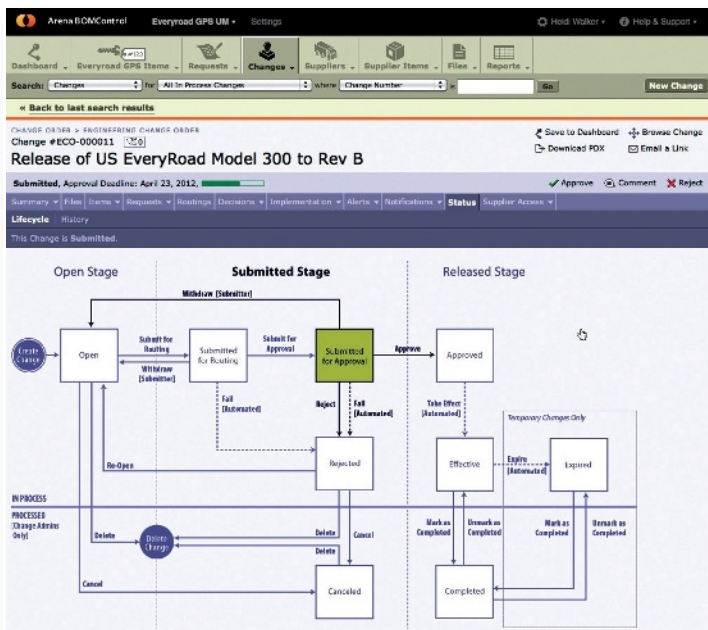 Arena BOMControl Everyroad GPS UM Settings Heidi Walker Help & Support
Dashboard Everyroad GPS Items Requests Changes Suppliers Supplier Items Files Reports
Search: Changes for All In Process Changes where Change Number Go New Change
« Back to last search results
CHANGE ORDER > ENGINEERING CHANGE ORDER
Change #ECO-000011
Save to Dashboard Browse Change
Download PDX Email a Link
Release of US EveryRoad Model 300 to Rev B
Submitted, Approval Deadline: April 23, 2012, Approve Comment Reject
Summary Files Items Requests Routings Decisions Implementation Alerts Notifications Status Supplier Access
Lifecycle History
This Change is Submitted.
Open Stage Submitted Stage Released Stage
Withdraw [Submitter]
Create Change
Open
Submit for Routing
Withdraw [Submitter]
Submitted for Routing
Submit for Approval
Submitted for Approval
Approve
Approved
Fail [Automated]
Reject
Fail [Automated]
Take Effect [Automated]
Temporary Changes Only
Re-Open
Rejected
Effective
Expire [Automated]
Expired
IN PROCESS
PROCESSED
[Change Admins Only]
Delete
Delete Change
Delete
Delete
Cancel
Mark as Completed
Unmark as Completed
Mark as Completed
Unmark as Completed
Cancel
Canceled
Completed